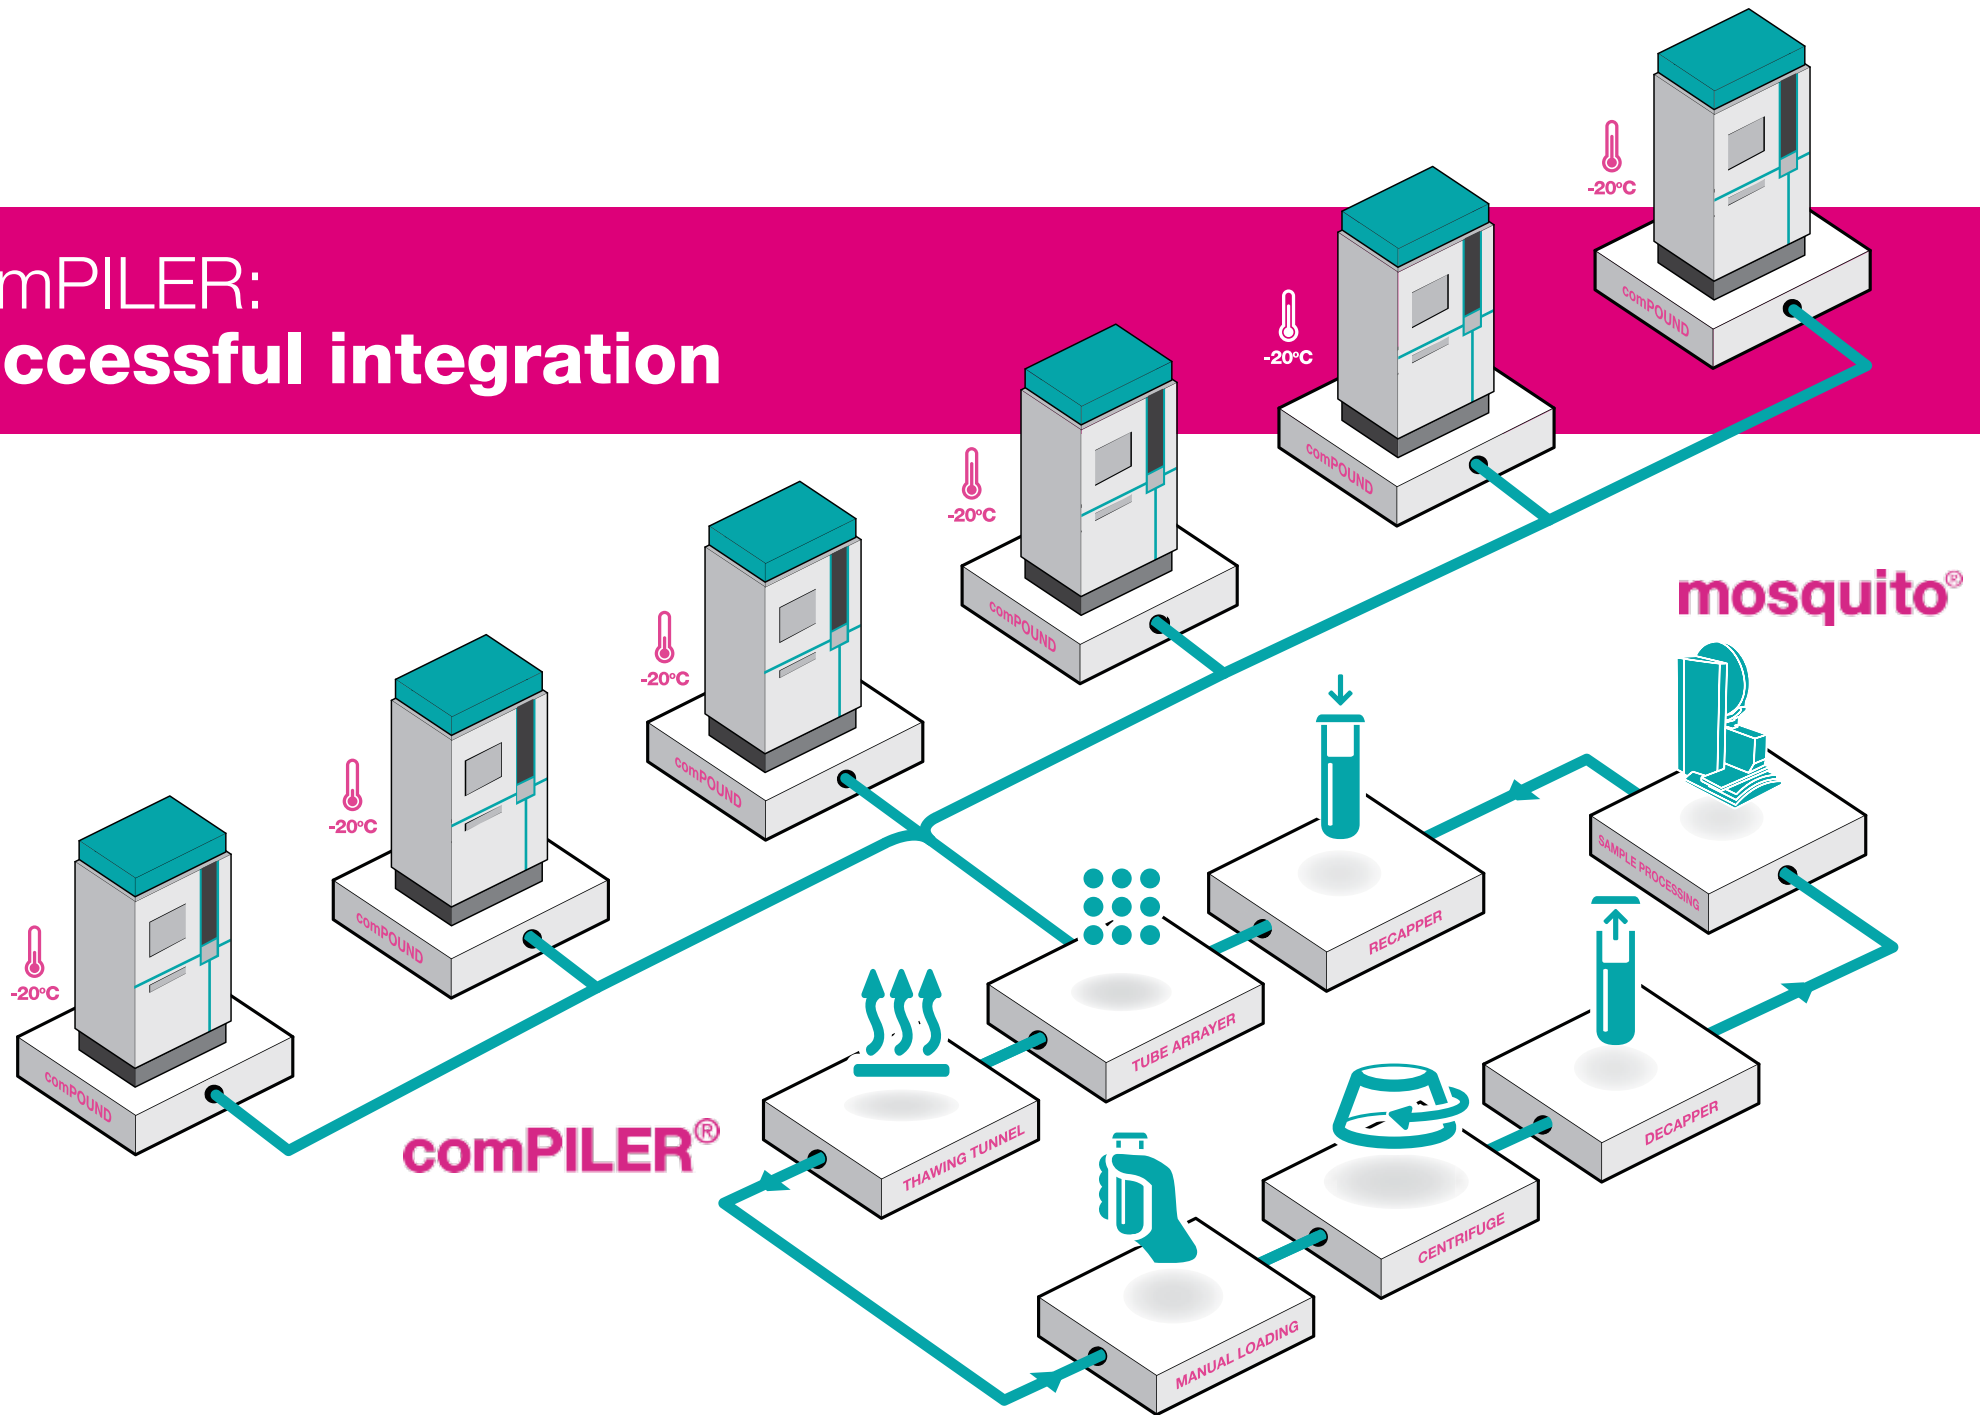 mPILER:
ccessful integration
-20°C
comPOUND
-20°C
comPOUND
-20°C
comPOUND
-20°C
comPOUND
-20°C
comPOUND
-20°C
comPOUND
mosquito®
SAMPLE PROCESSING
RECAPPER
TUBE ARRAYER
THAWING TUNNEL
DECAPPER
comPILER®
CENTRIFUGE
MANUAL LOADING